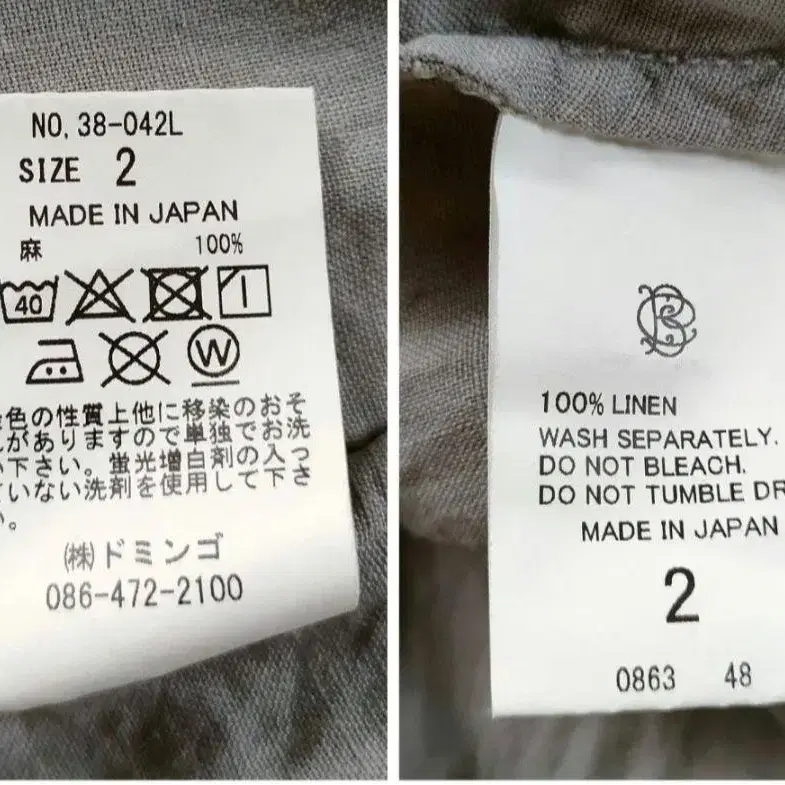 NO. 38-042L
SIZE 2
MADE IN JAPAN
麻 100%
40
W
色の性質上他に移染のおそ
がありますので単独でお洗
下さい。蛍光増白剤の入っ
いない洗剤を使用して下さ
。
㈱ドミンゴ
086-472-2100
100% LINEN
WASH SEPARATELY.
DO NOT BLEACH.
DO NOT TUMBLE DR
MADE IN JAPAN
2
0863 48